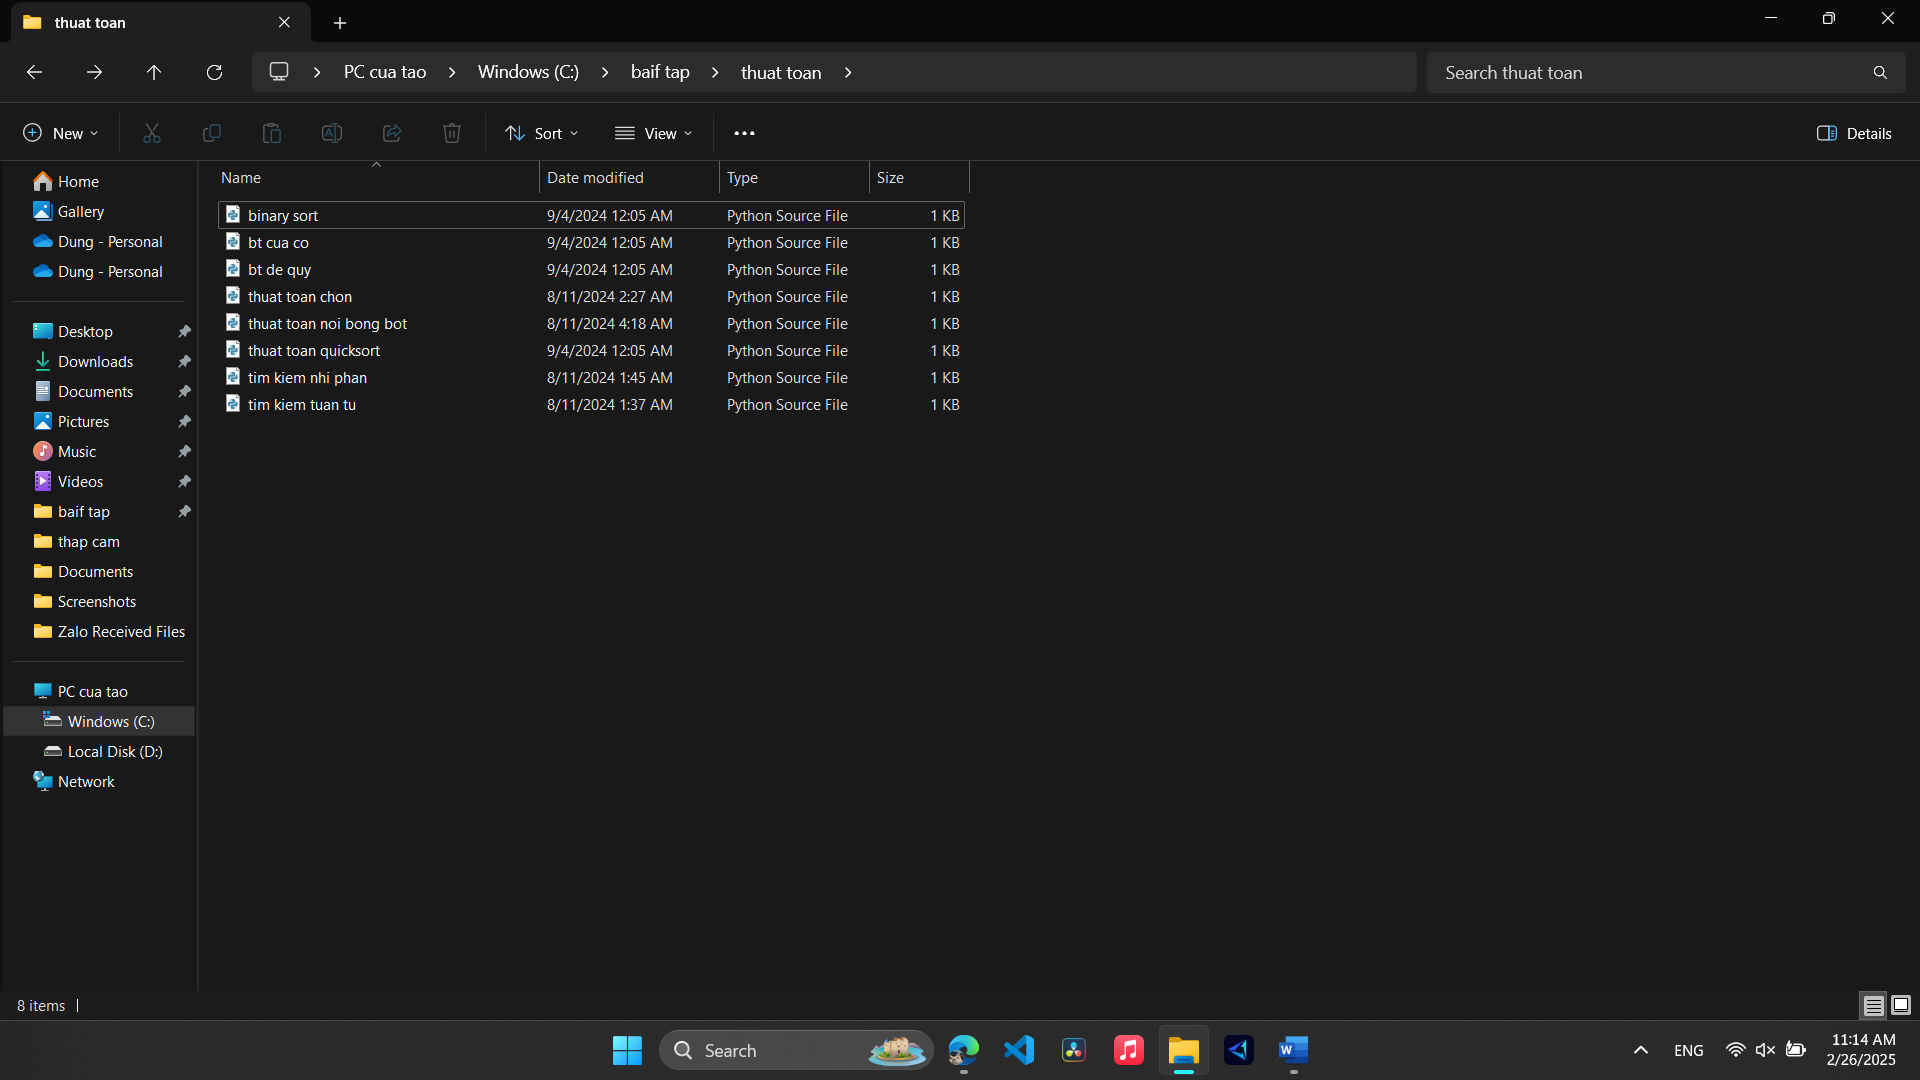 thuat toan
PC cua tao
Windows (C:)
baif tap
thuat toan
Search thuat toan
New
Sort
View
Details
Home
Gallery
Dung - Personal
Dung - Personal
Desktop
Downloads
Documents
Pictures
Music
Videos
baif tap
thap cam
Documents
Screenshots
Zalo Received Files
PC cua tao
Windows (C:)
Local Disk (D:)
Network
Name Date modified Type Size
binary sort 9/4/2024 12:05 AM Python Source File 1 KB
bt cua co 9/4/2024 12:05 AM Python Source File 1 KB
bt de quy 9/4/2024 12:05 AM Python Source File 1 KB
thuat toan chon 8/11/2024 2:27 AM Python Source File 1 KB
thuat toan noi bong bot 8/11/2024 4:18 AM Python Source File 1 KB
thuat toan quicksort 9/4/2024 12:05 AM Python Source File 1 KB
tim kiem nhi phan 8/11/2024 1:45 AM Python Source File 1 KB
tim kiem tuan tu 8/11/2024 1:37 AM Python Source File 1 KB
8 items
Search
W
ENG
11:14 AM
2/26/2025